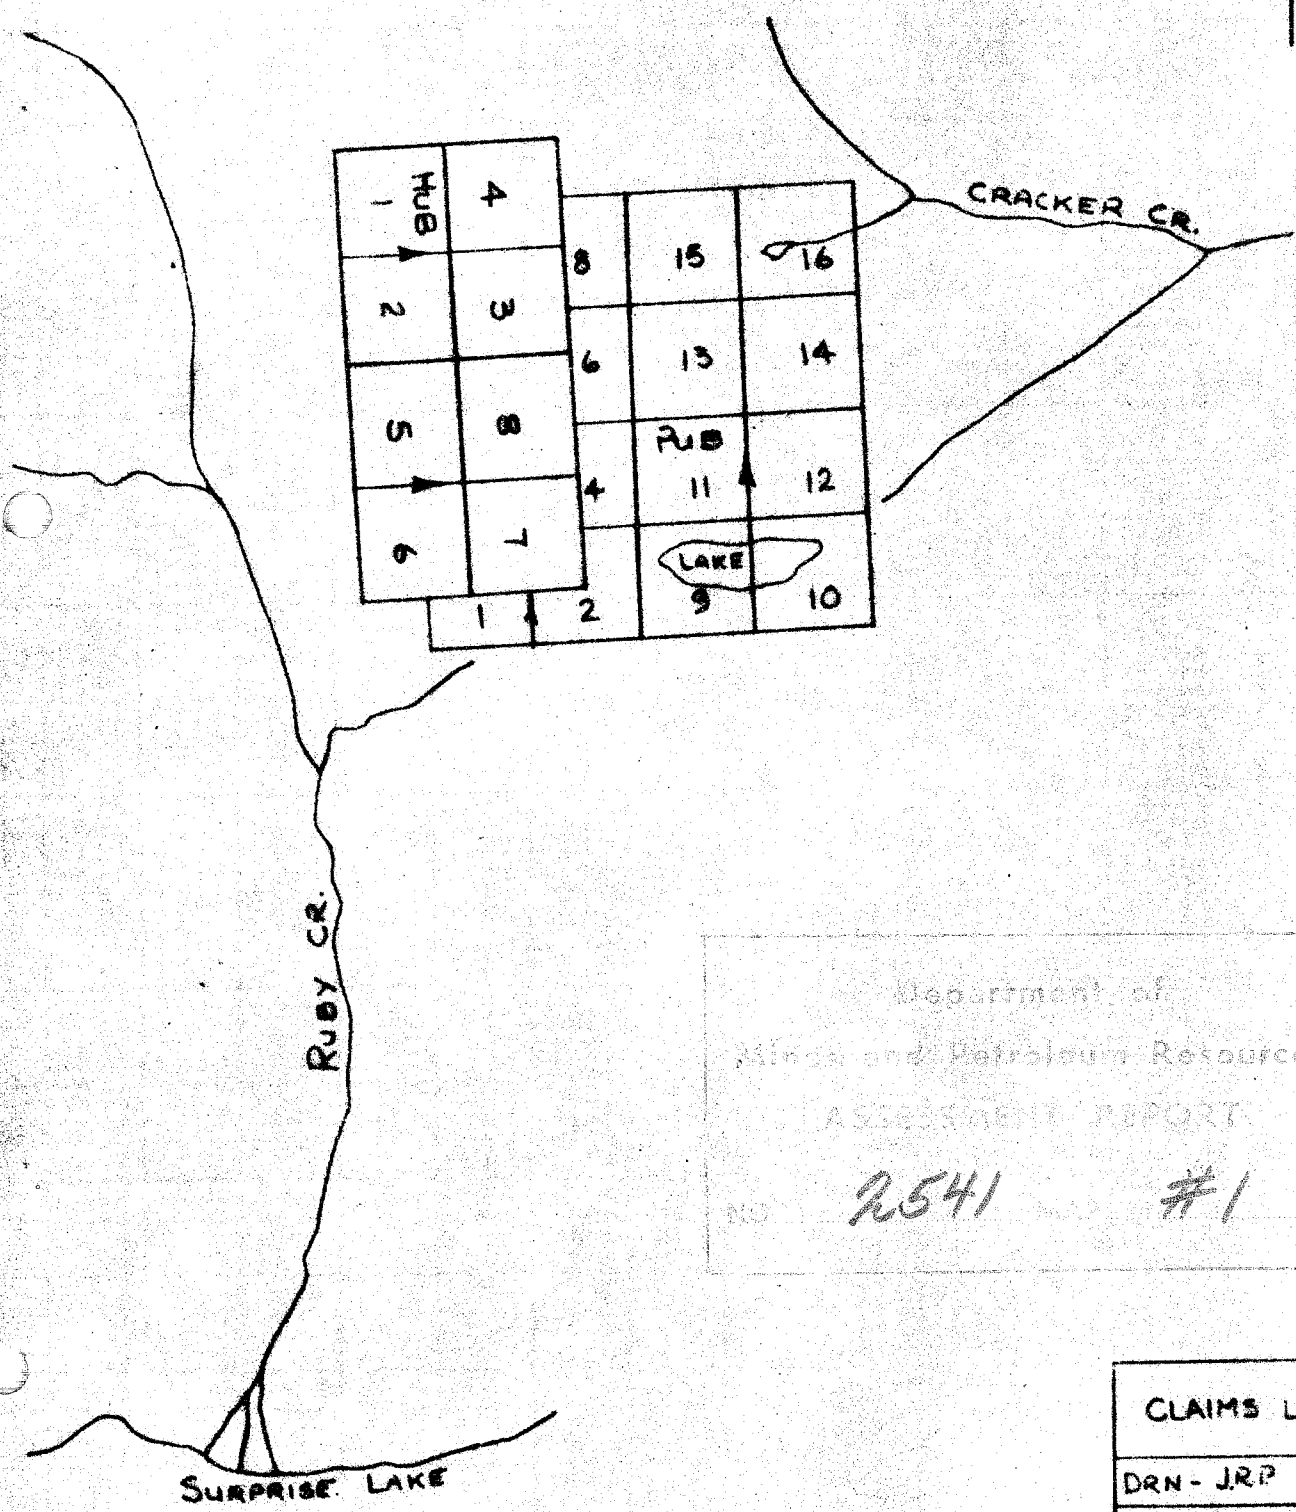 CRACKER CR.
HUB
1
4
2
3
5
8
6
7
8
15
16
6
13
14
PUB
4
11
12
LAKE
1
2
9
10
RUBY CR.
Department of
Mines and Petroleum Resourc
ASSESSMENT REPORT
NO 2541 MAP #1
CLAIMS L
DRN - J.R.P
SURPRISE LAKE